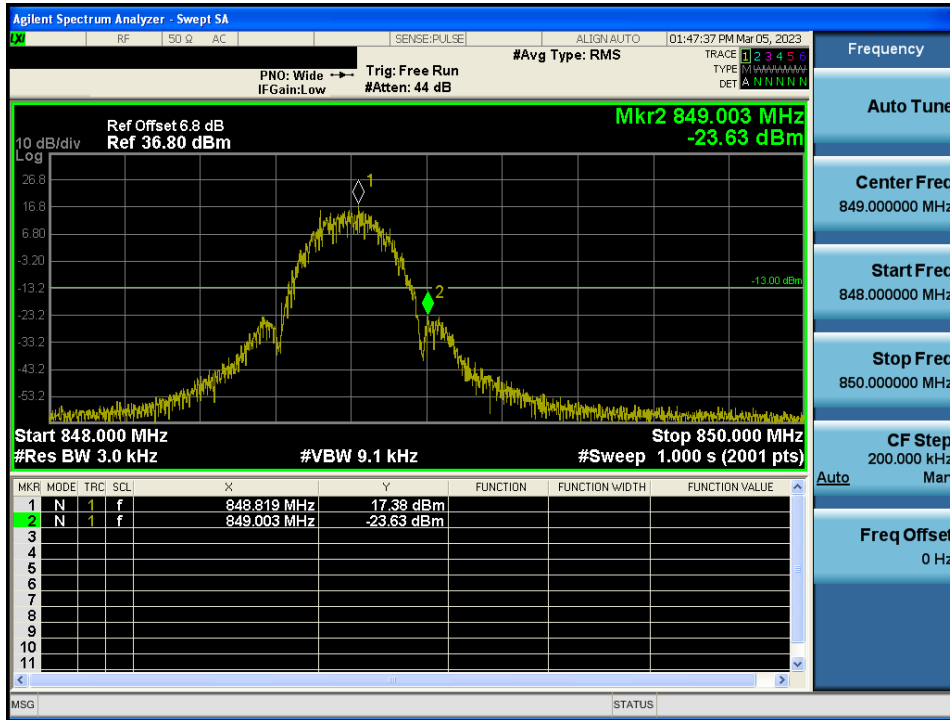 Agilent Spectrum Analyzer - Swept SA
LXI RF 50 Ω AC SENSE:PULSE ALIGN AUTO 01:47:37 PM Mar 05, 2023
#Avg Type: RMS
TRACE 1 2 3 4 5 6
PNO: Wide Trig: Free Run
TYPE M
IFGain:Low #Atten: 44 dB
DET A N N N N N
Mkr2 849.003 MHz
-23.63 dBm
Ref Offset 6.8 dB
10 dB/div Ref 36.80 dBm
Log
26.8
16.8
6.80
-3.20
-13.2
-23.2
-33.2
-43.2
-53.2
1
2
-13.00 dBm
Start 848.000 MHz Stop 850.000 MHz
#Res BW 3.0 kHz #VBW 9.1 kHz #Sweep 1.000 s (2001 pts)
MKR MODE TRC SCL X Y FUNCTION FUNCTION WIDTH FUNCTION VALUE
1 N 1 f 848.819 MHz 17.38 dBm
2 N 1 f 849.003 MHz -23.63 dBm
3
4
5
6
7
8
9
10
11
MSG STATUS
Frequency
Auto Tune
Center Freq
849.000000 MHz
Start Freq
848.000000 MHz
Stop Freq
850.000000 MHz
CF Step
200.000 kHz
Auto Man
Freq Offset
0 Hz